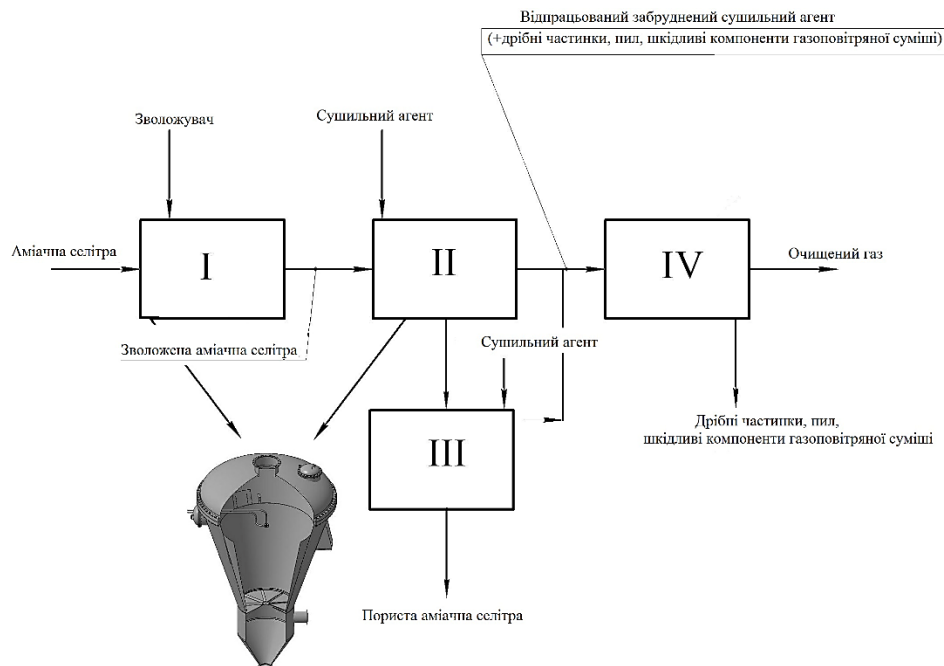 Відпрацьований забруднений сушильний агент
(+дрібні частинки, пил, шкідливі компоненти газоповітряної суміші)
Зволожувач
Сушильний агент
Аміачна селітра
I
II
IV
Очищений газ
Зволожена аміачна селітра
Сушильний агент
III
Дрібні частинки, пил,
шкідливі компоненти газоповітряної суміші
Пориста аміачна селітра